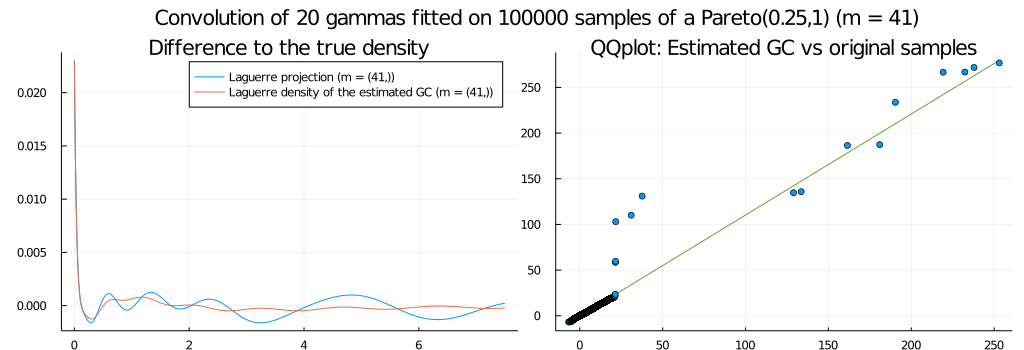 Convolution of 20 gammas fitted on 100000 samples of a Pareto(0.25,1) (m = 41)
Difference to the true density
QQplot: Estimated GC vs original samples
Laguerre projection (m = (41,))
Laguerre density of the estimated GC (m = (41,))
0.020
0.015
0.010
0.005
0.000
0 2 4 6
250
200
150
100
50
0
0 50 100 150 200 250